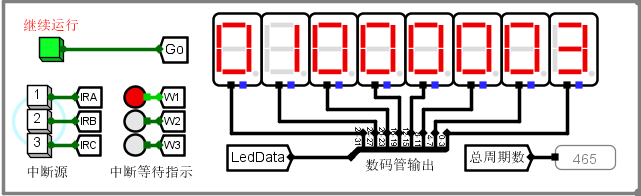 继续运行
Go
01000003
1 IRA
2 IRB
3 IRC
W1
W2
W3
中断源
中断等待指示
LedData
数码管输出
总周期数
465